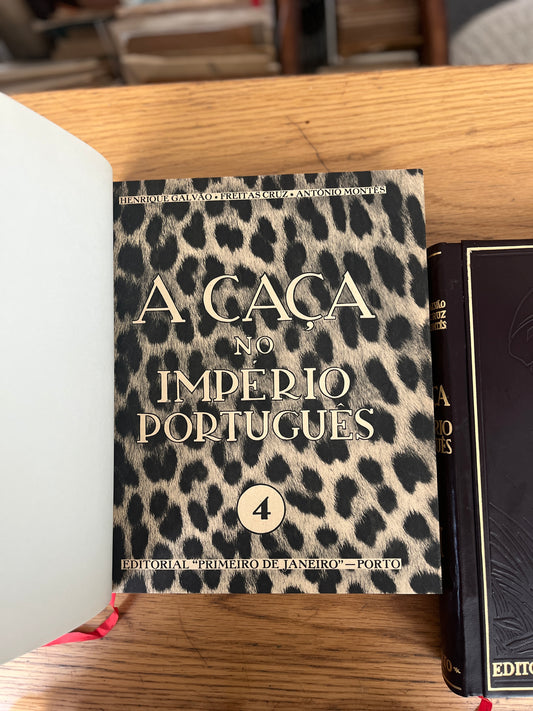 HENRIQUE GALVÃO • FREITAS CRUZ • ANTÓNIO MONTÊS
A CAÇA
NO
IMPÉRIO
PORTUGUÊS
4
EDITORIAL "PRIMEIRO DE JANEIRO" — PORTO